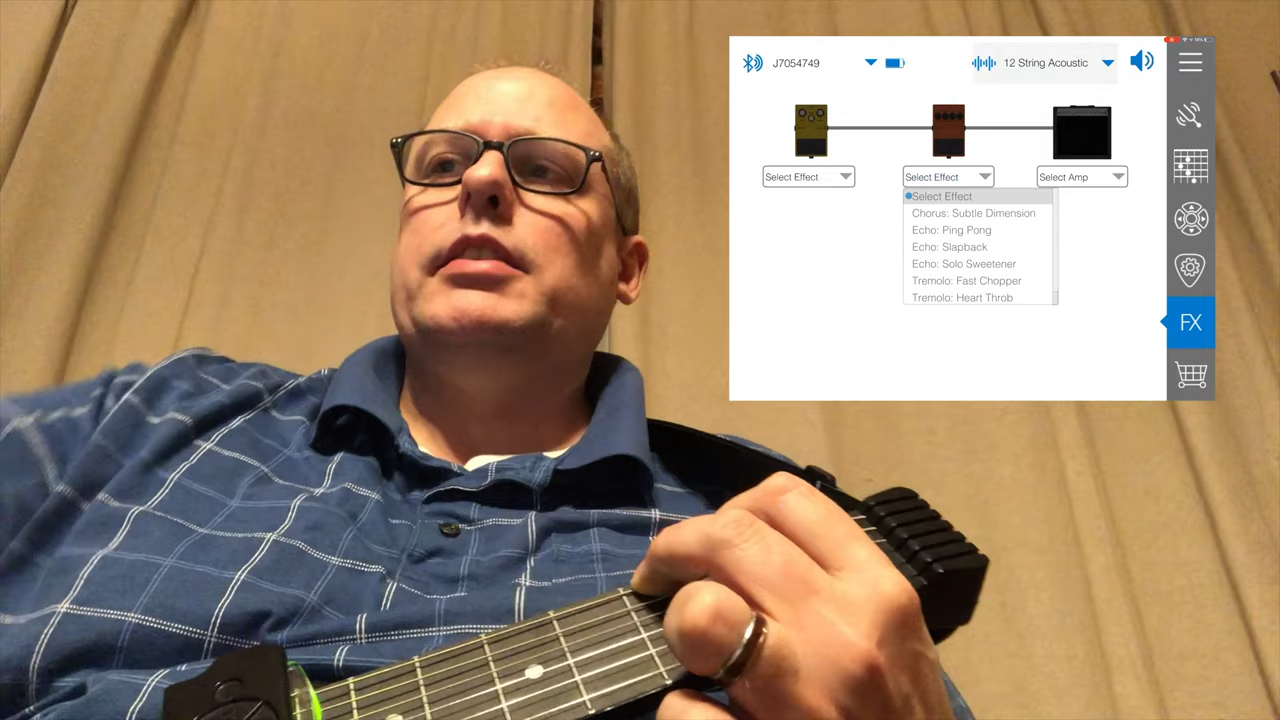 J7054749
12 String Acoustic
Select Effect
Select Effect
Select Amp
Select Effect
Chorus: Subtle Dimension
Echo: Ping Pong
Echo: Slapback
Echo: Solo Sweetener
Tremolo: Fast Chopper
Tremolo: Heart Throb
FX